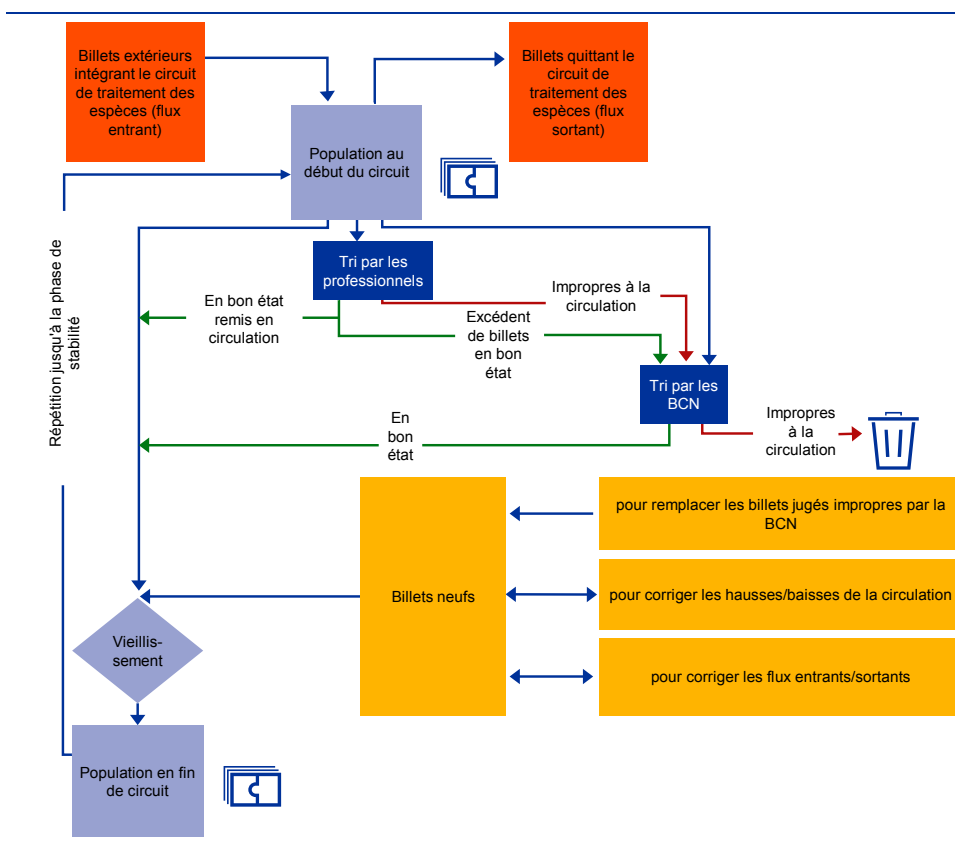 Billets extérieurs
intégrant le circuit
de traitement des
espèces (flux
entrant)
Billets quittant le
circuit de
traitement des
espèces (flux
sortant)
Population au
début du circuit
Répétition jusqu'à la phase de
stabilité
Tri par les
professionnels
En bon état
remis en
circulation
Impropres à la
circulation
Excédent
de billets
en bon
état
Tri par les
BCN
En
bon
état
Impropres
à la
circulation
pour remplacer les billets jugés impropres par la
BCN
Billets neufs
pour corriger les hausses/baisses de la circulation
Vieillis-
sement
pour corriger les flux entrants/sortants
Population en fin
de circuit